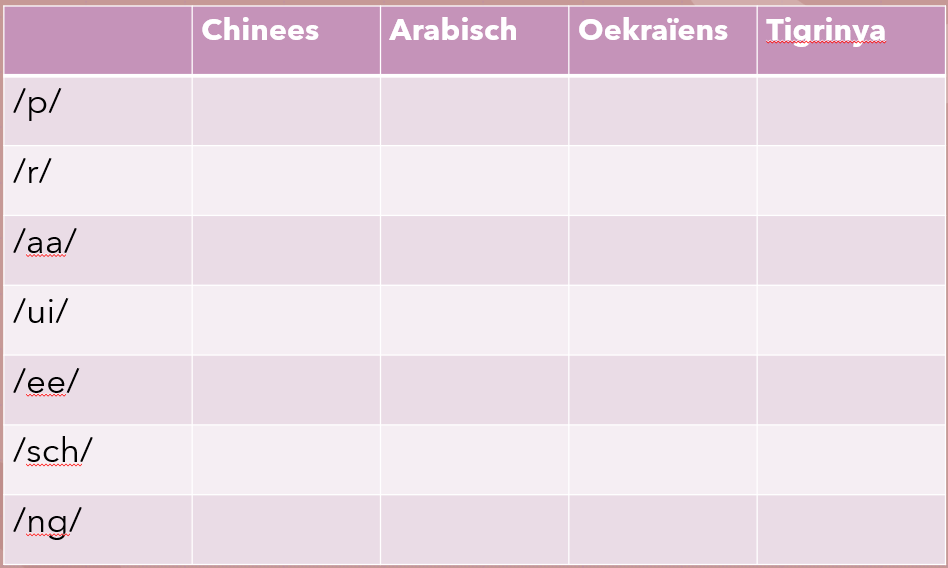 Chinees Arabisch Oekraïens Tigrinya
/p/
/r/
/aa/
/ui/
/ee/
/sch/
/ng/